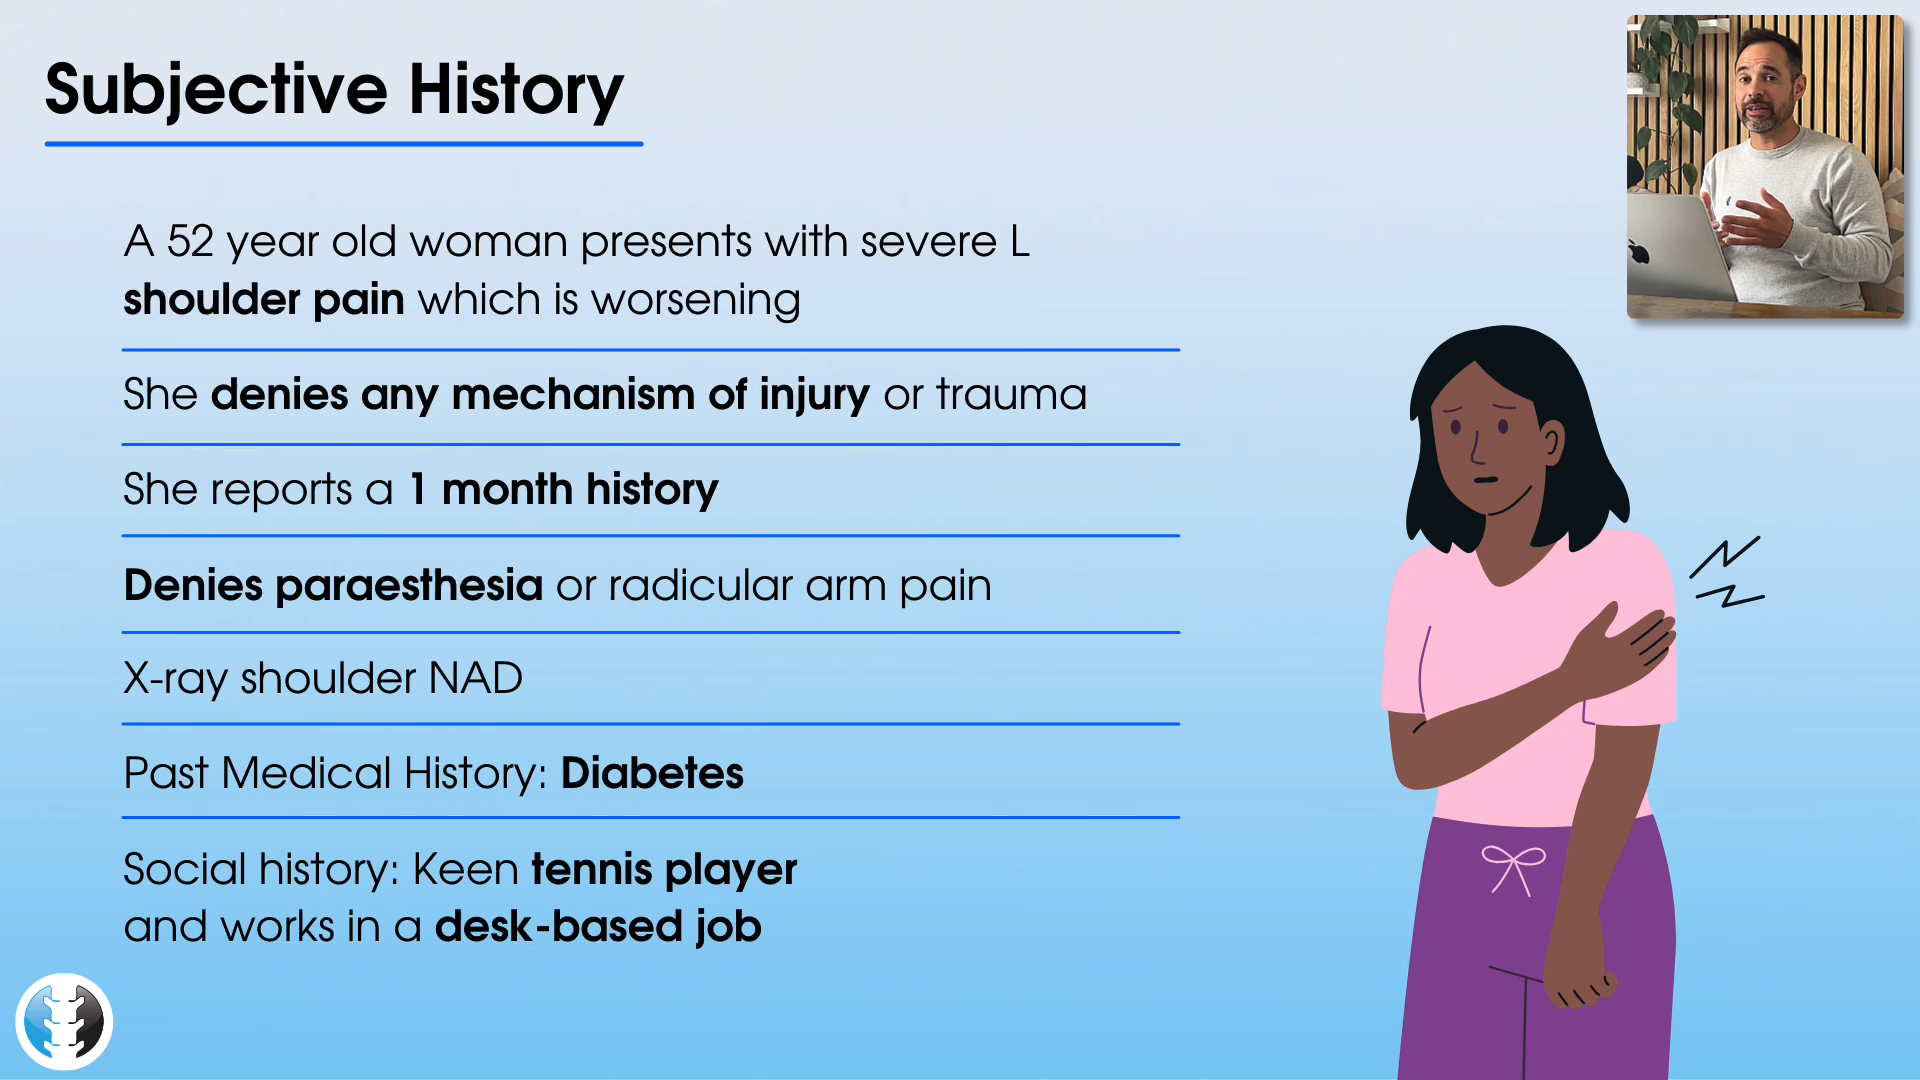 Subjective History
A 52 year old woman presents with severe L
shoulder pain which is worsening
She denies any mechanism of injury or trauma
She reports a 1 month history
Denies paraesthesia or radicular arm pain
X-ray shoulder NAD
Past Medical History: Diabetes
Social history: Keen tennis player
and works in a desk-based job